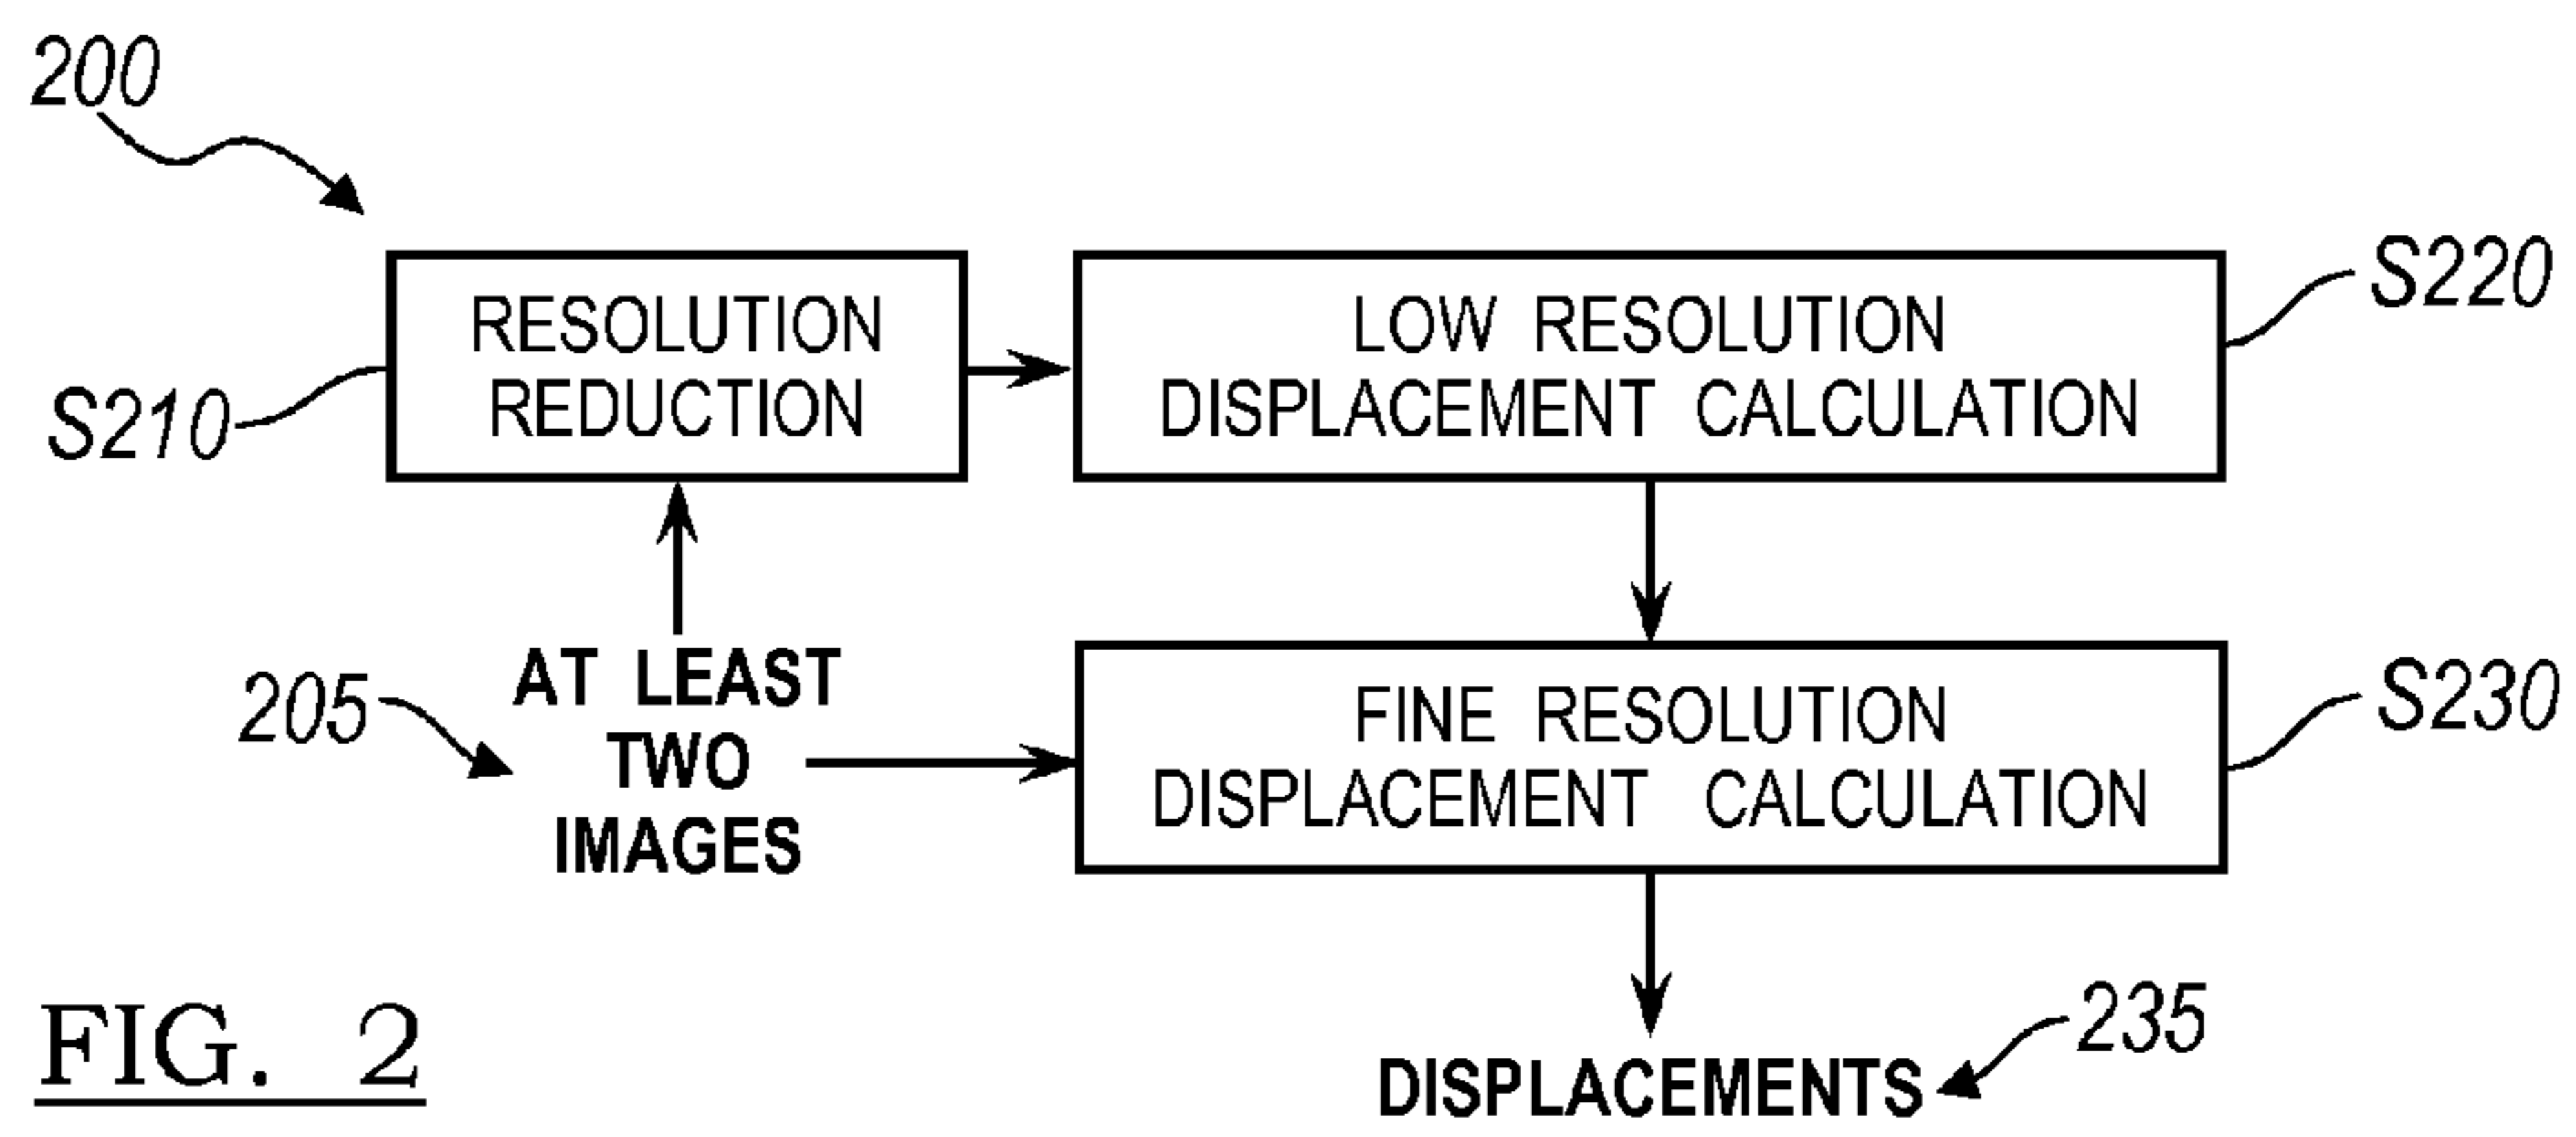 200
RESOLUTION
REDUCTION
S210
LOW RESOLUTION
DISPLACEMENT CALCULATION
S220
AT LEAST
TWO
IMAGES
205
FINE RESOLUTION
DISPLACEMENT CALCULATION
S230
DISPLACEMENTS
235
FIG. 2